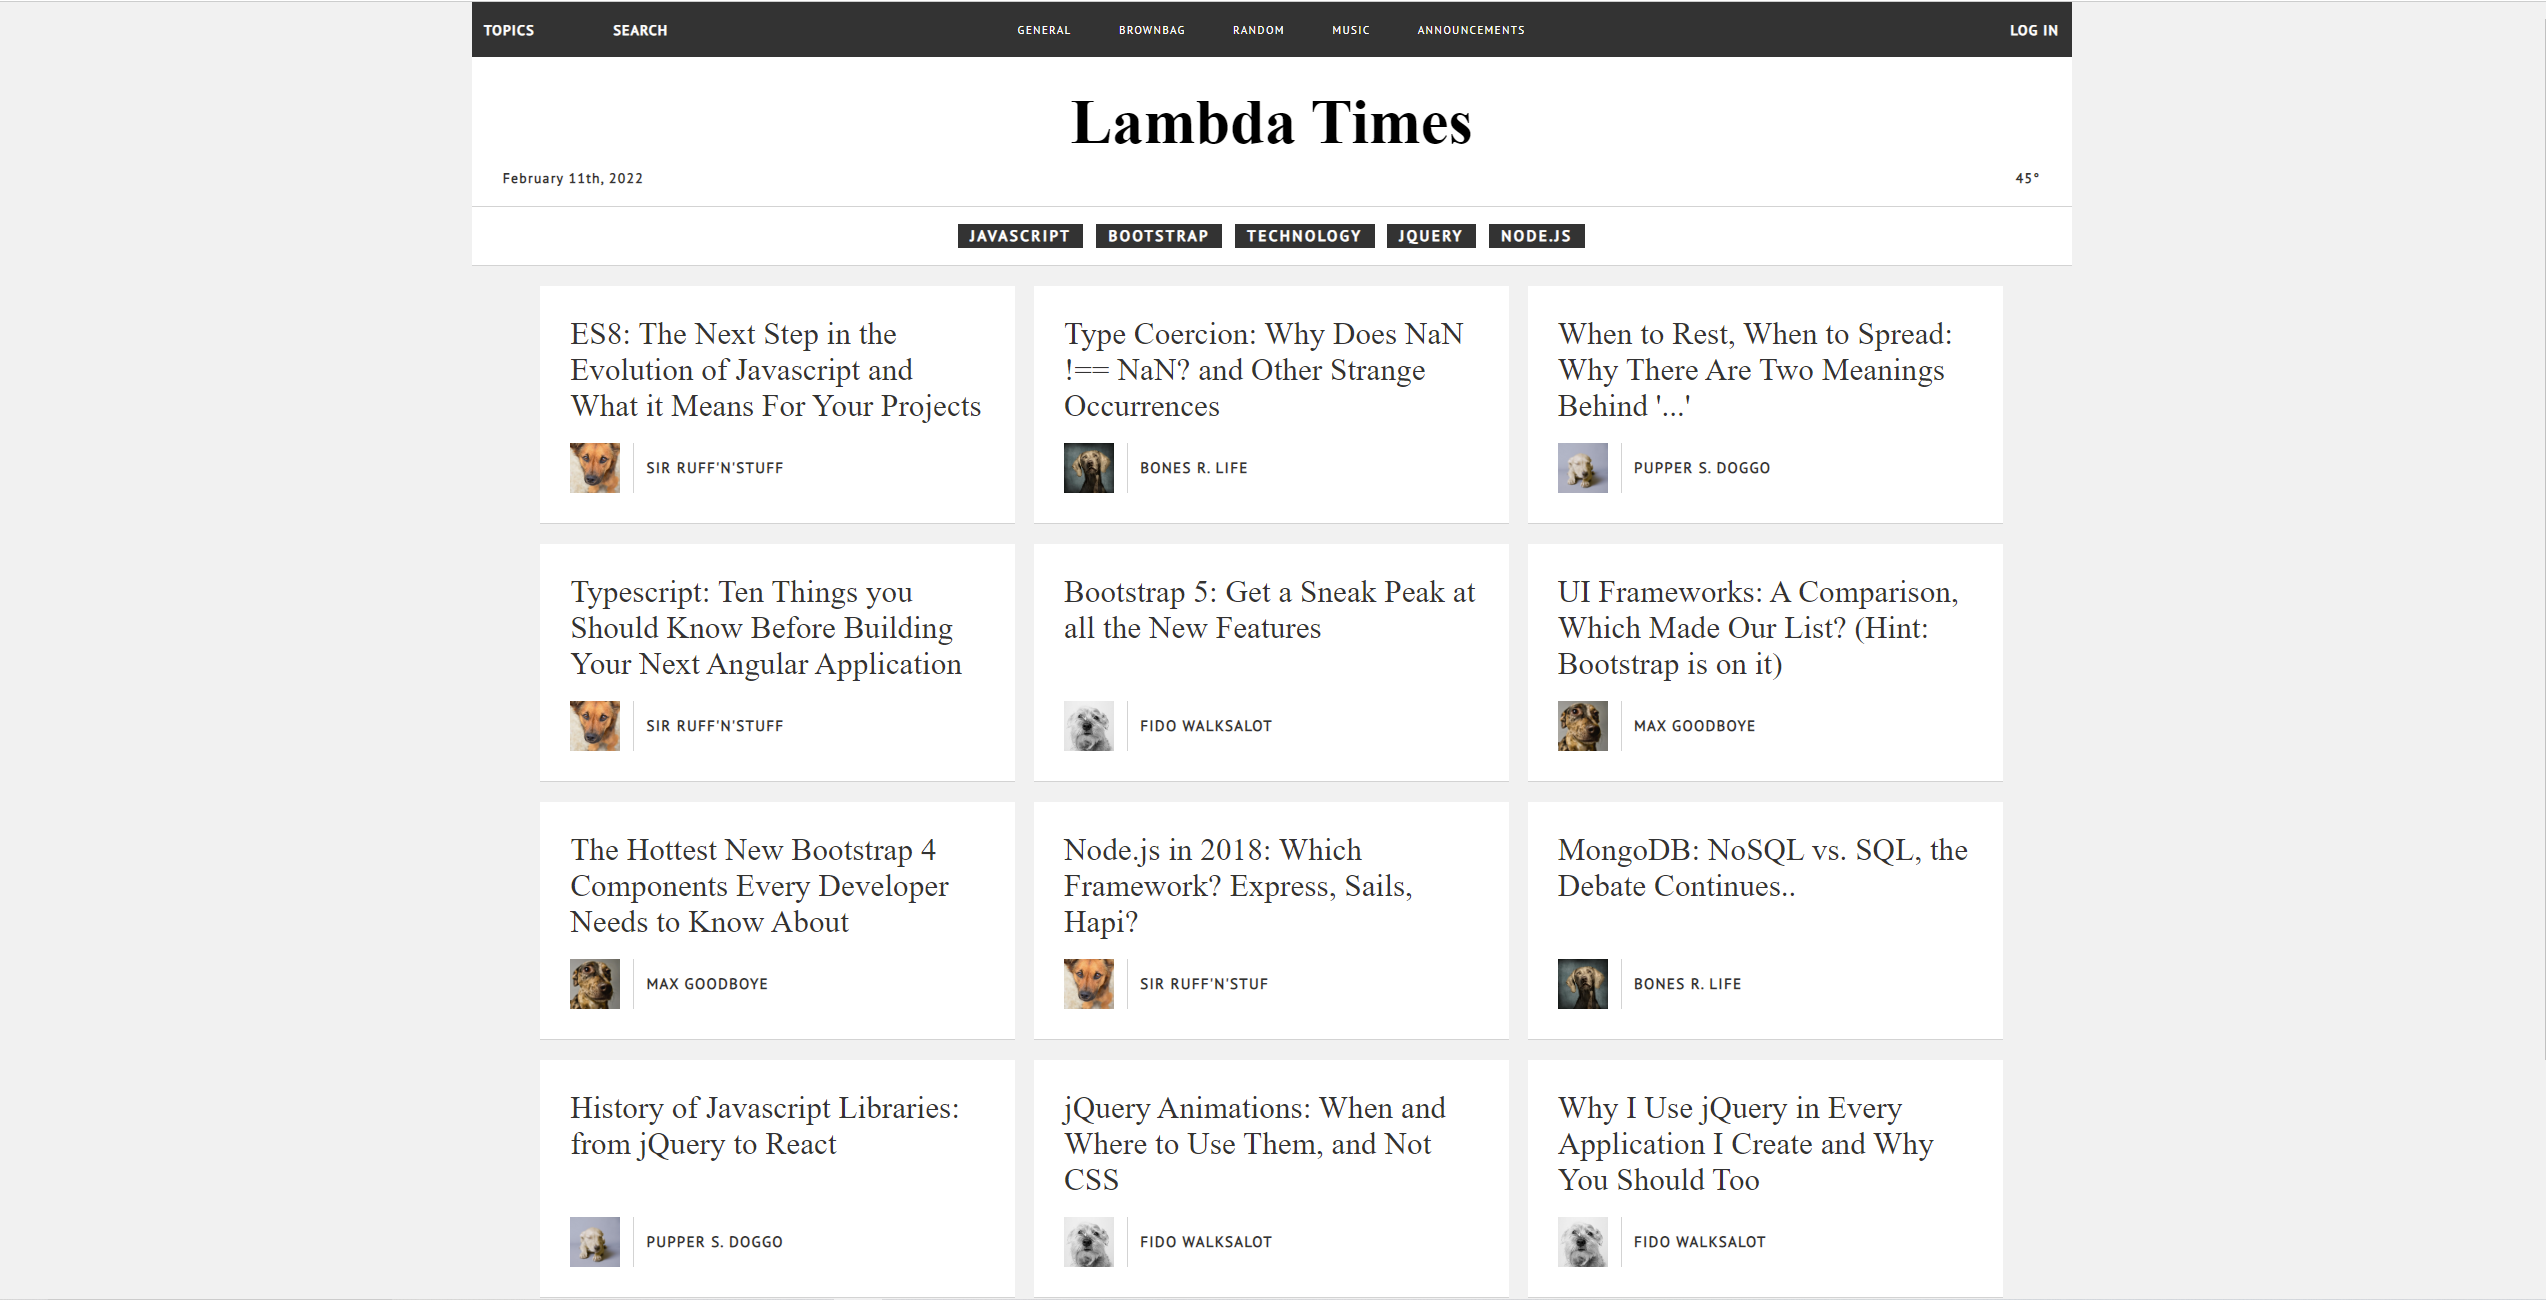 TOPICS SEARCH GENERAL BROWNBAG RANDOM MUSIC ANNOUNCEMENTS LOG IN
Lambda Times
February 11th, 2022 45°
JAVASCRIPT BOOTSTRAP TECHNOLOGY JQUERY NODE.JS
ES8: The Next Step in the
Evolution of Javascript and
What it Means For Your Projects
SIR RUFF'N'STUFF
Type Coercion: Why Does NaN
!== NaN? and Other Strange
Occurrences
BONES R. LIFE
When to Rest, When to Spread:
Why There Are Two Meanings
Behind '...'
PUPPER S. DOGGO
Typescript: Ten Things you
Should Know Before Building
Your Next Angular Application
SIR RUFF'N'STUFF
Bootstrap 5: Get a Sneak Peak at
all the New Features
FIDO WALKSALOT
UI Frameworks: A Comparison,
Which Made Our List? (Hint:
Bootstrap is on it)
MAX GOODBOYE
The Hottest New Bootstrap 4
Components Every Developer
Needs to Know About
MAX GOODBOYE
Node.js in 2018: Which
Framework? Express, Sails,
Hapi?
SIR RUFF'N'STUF
MongoDB: NoSQL vs. SQL, the
Debate Continues..
BONES R. LIFE
History of Javascript Libraries:
from jQuery to React
PUPPER S. DOGGO
jQuery Animations: When and
Where to Use Them, and Not
CSS
FIDO WALKSALOT
Why I Use jQuery in Every
Application I Create and Why
You Should Too
FIDO WALKSALOT